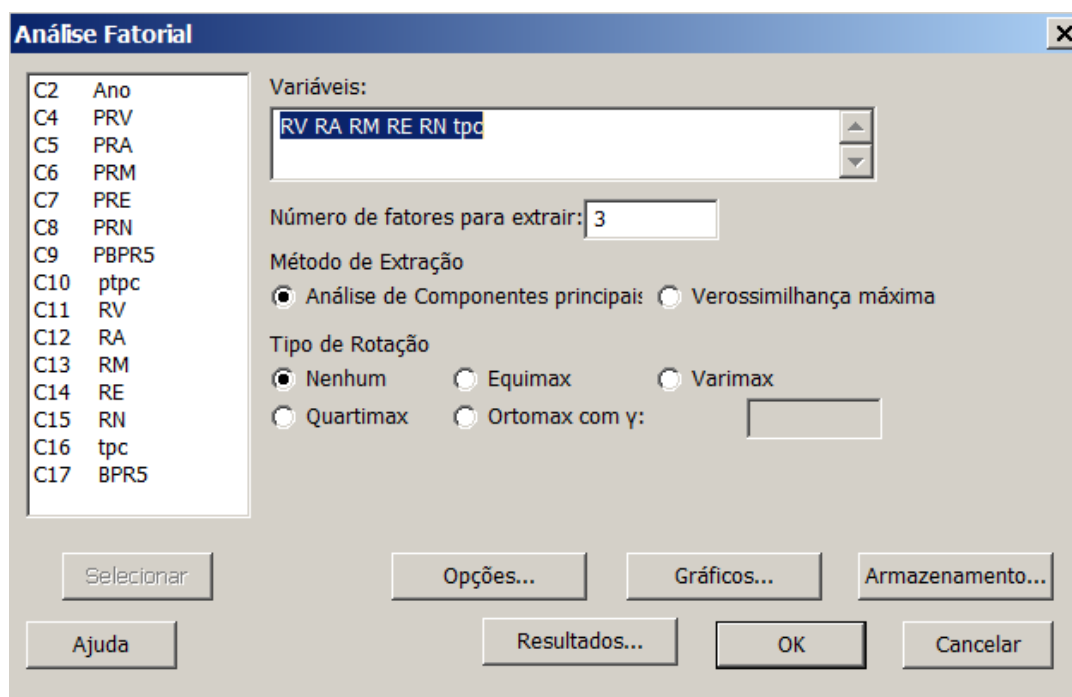 Análise Fatorial
C2 Ano
C4 PRV
C5 PRA
C6 PRM
C7 PRE
C8 PRN
C9 PBPR5
C10 ptpc
C11 RV
C12 RA
C13 RM
C14 RE
C15 RN
C16 tpc
C17 BPR5
Variáveis:
RV RA RM RE RN tpc
Número de fatores para extrair: 3
Método de Extração
Análise de Componentes principais Verossimilhança máxima
Tipo de Rotação
Nenhum Equimax Varimax
Quartimax Ortomax com γ:
Selecionar Opções... Gráficos... Armazenamento...
Ajuda Resultados... OK Cancelar